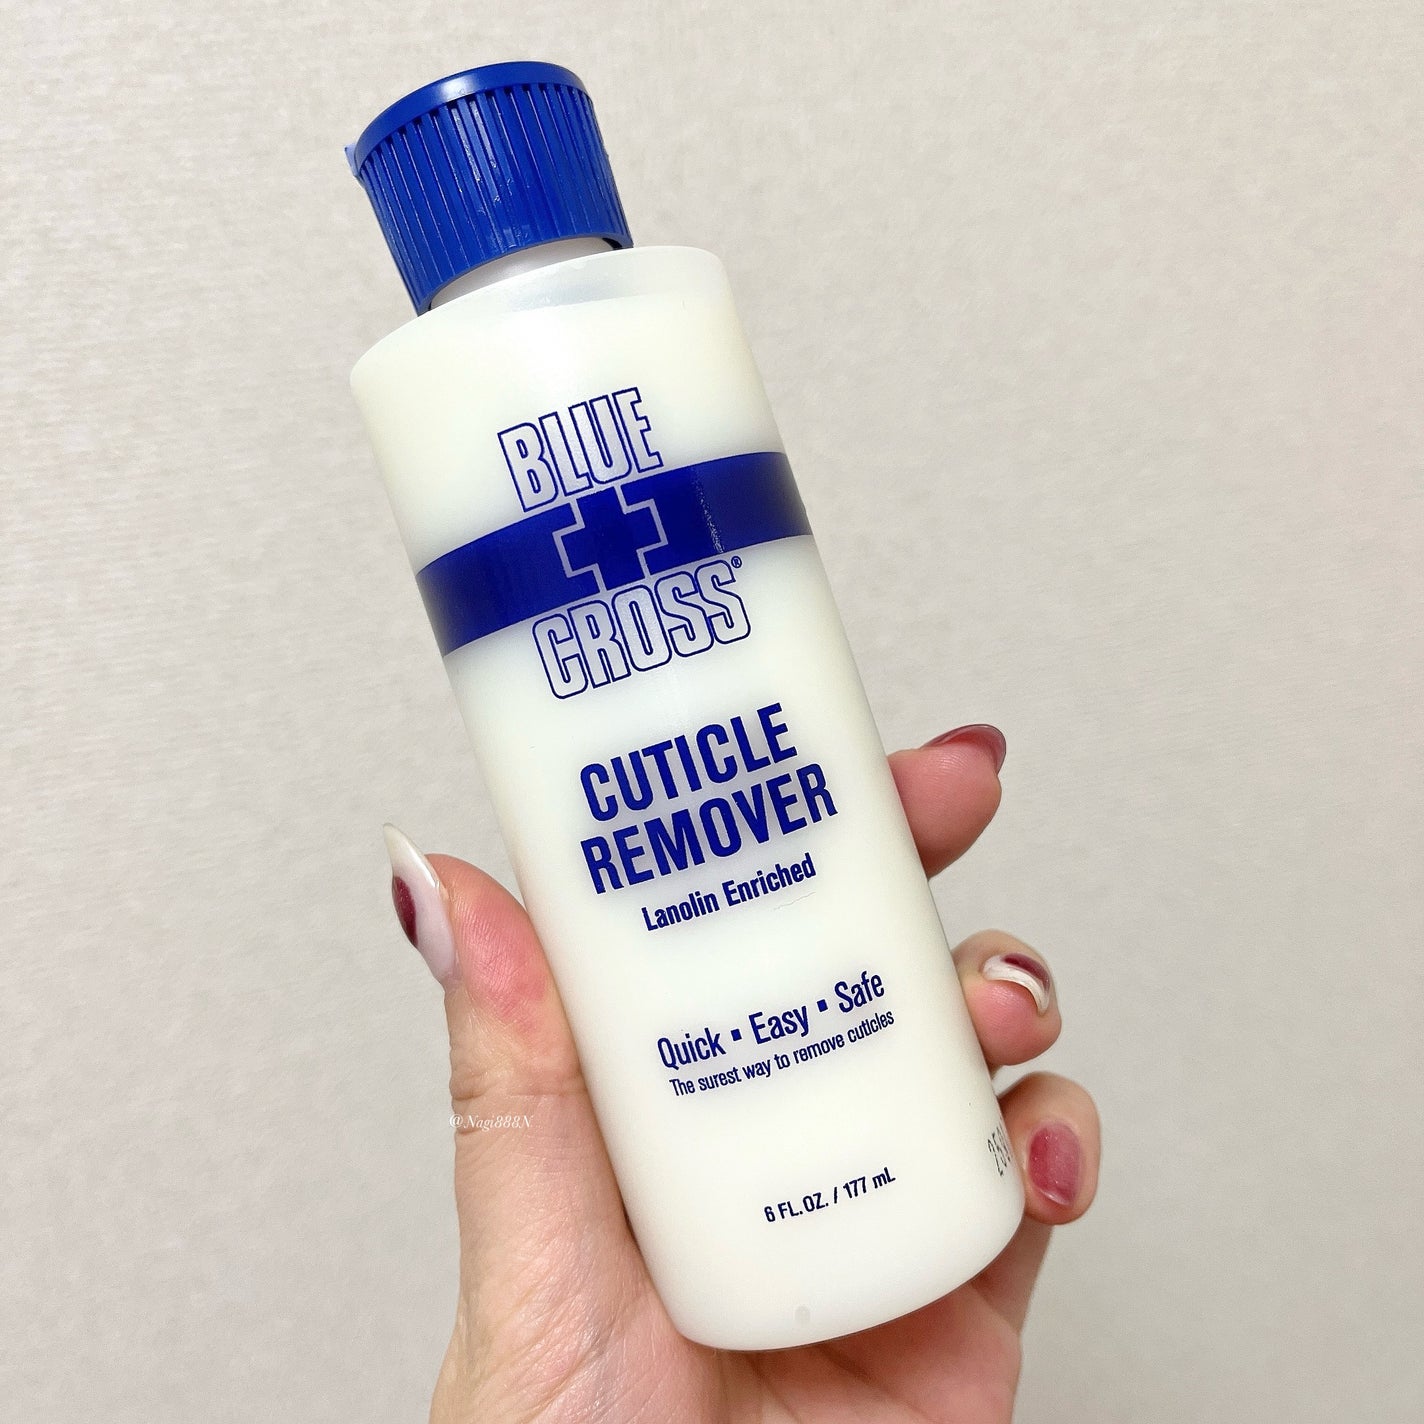 BLUE
CROSS®
CUTICLE
REMOVER
Lanolin Enriched
Quick ▪ Easy ▪ Safe
The surest way to remove cuticles
6 FL. OZ. / 177 mL
@Nagi888N